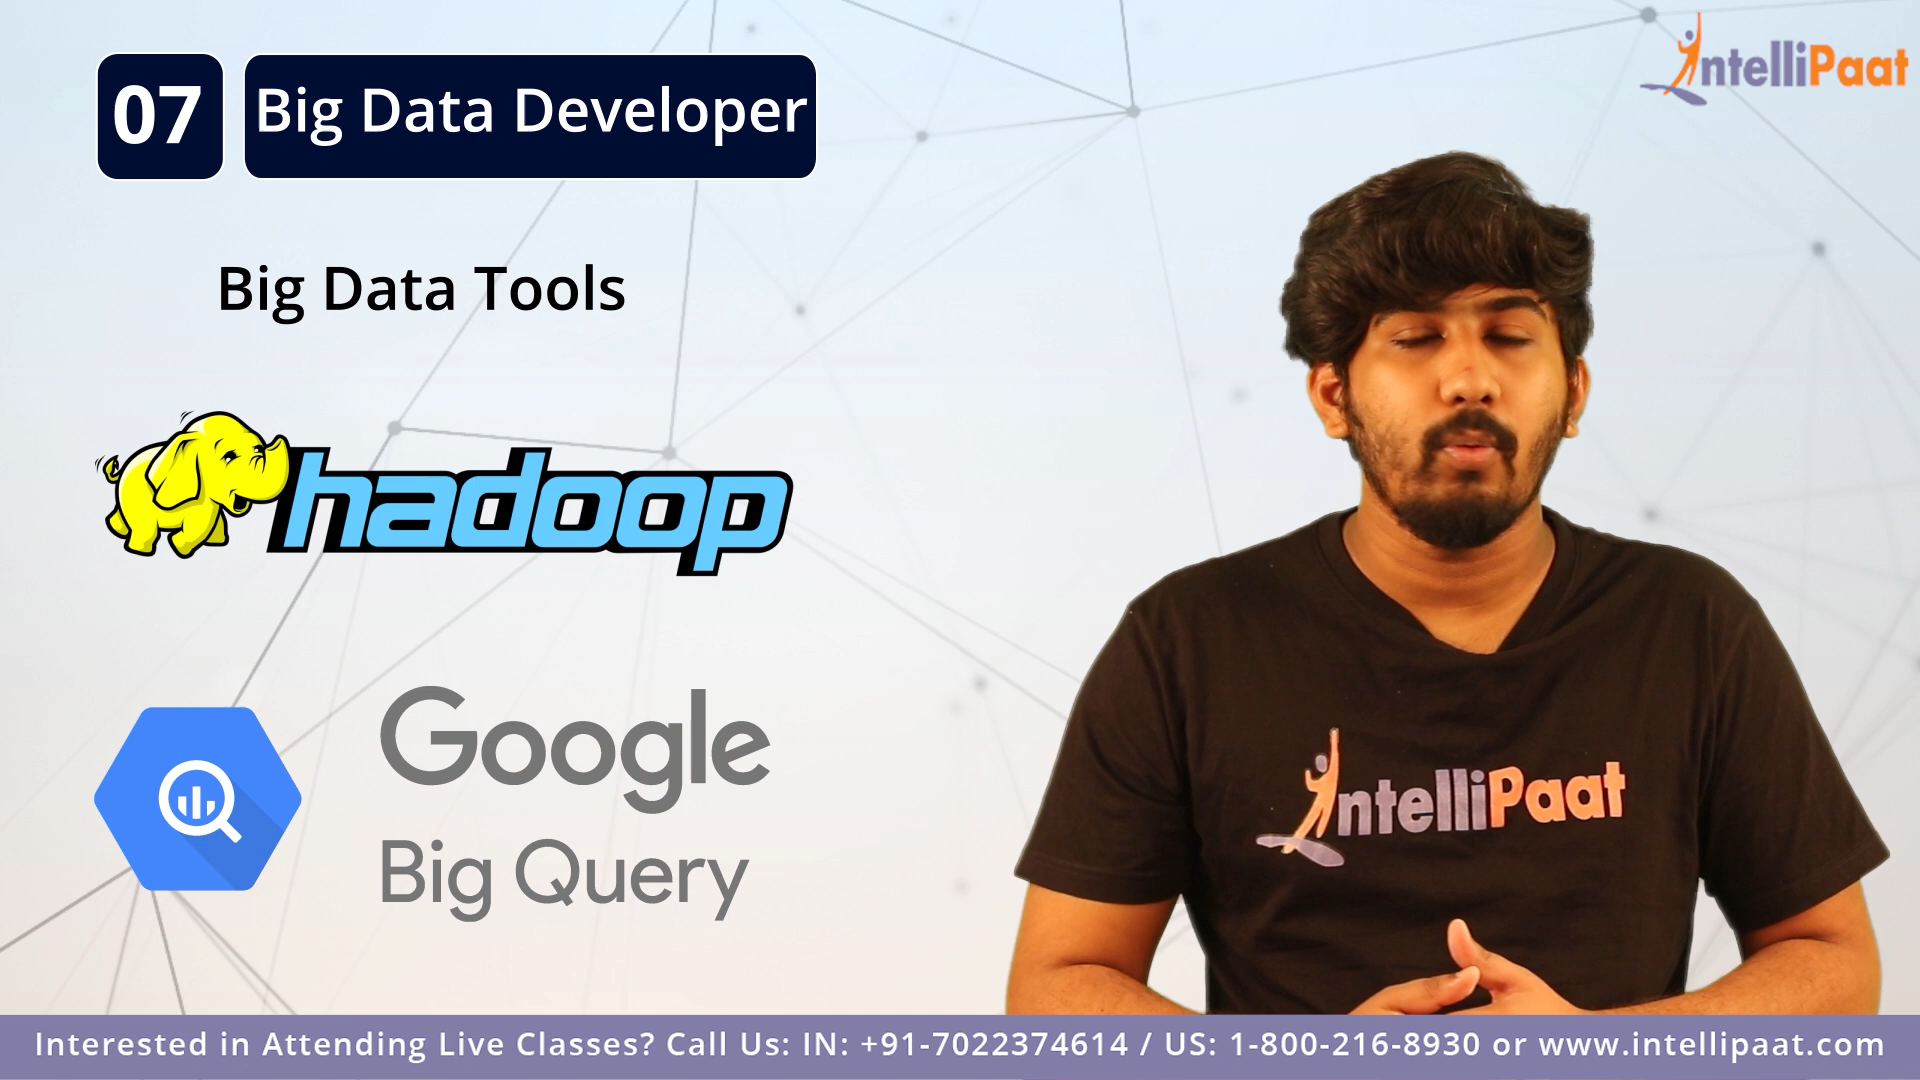 07 Big Data Developer
IntelliPaat
Big Data Tools
hadoop
Google
Big Query
IntelliPaat
Interested in Attending Live Classes? Call Us: IN: +91-7022374614 / US: 1-800-216-8930 or www.intellipaat.com